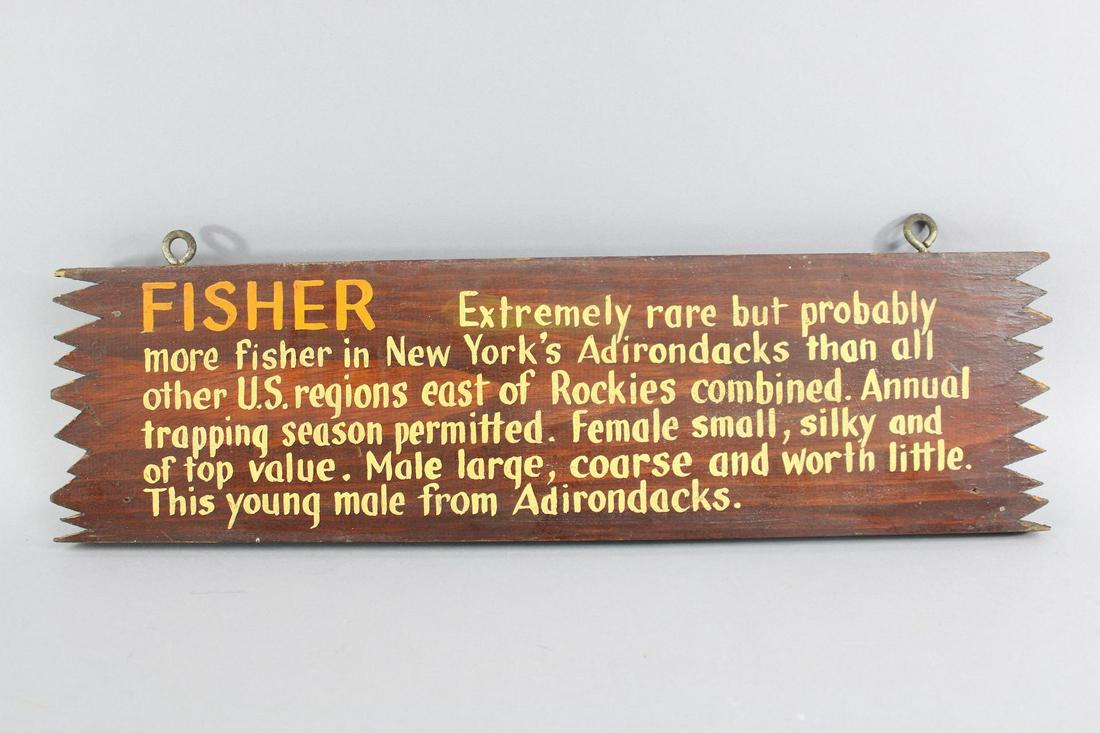 FISHER Extremely rare but probably
more fisher in New York's Adirondacks than all
other U.S. regions east of Rockies combined. Annual
trapping season permitted. Female small, silky and
of top value. Male large, coarse and worth little.
This young male from Adirondacks.